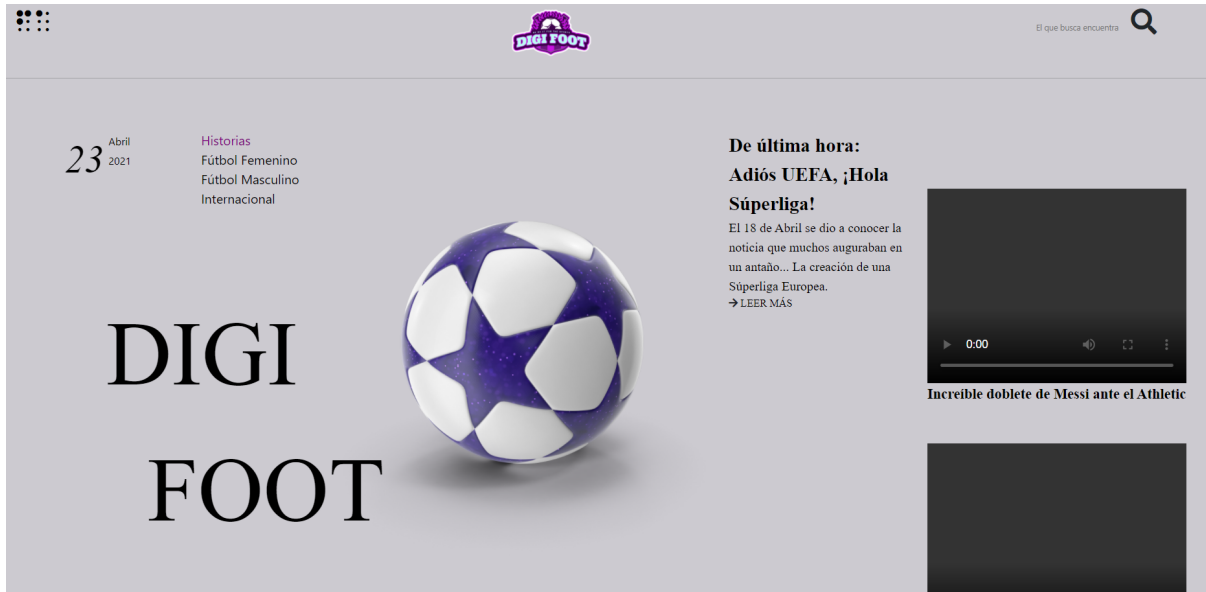 DIGI FOOT
El que busca encuentra
23
Abril
2021
Historias
Fútbol Femenino
Fútbol Masculino
Internacional
De última hora:
Adiós UEFA, ¡Hola
Súperliga!
El 18 de Abril se dio a conocer la
noticia que muchos auguraban en
un antaño... La creación de una
Súperliga Europea.
→ LEER MÁS
DIGI
FOOT
0:00
Increíble doblete de Messi ante el Athletic